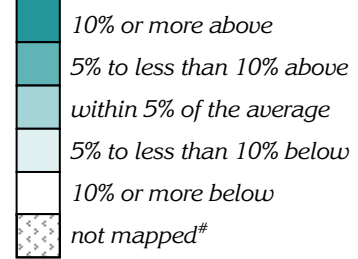 10% or more above
5% to less than 10% above
within 5% of the average
5% to less than 10% below
10% or more below
not mapped#